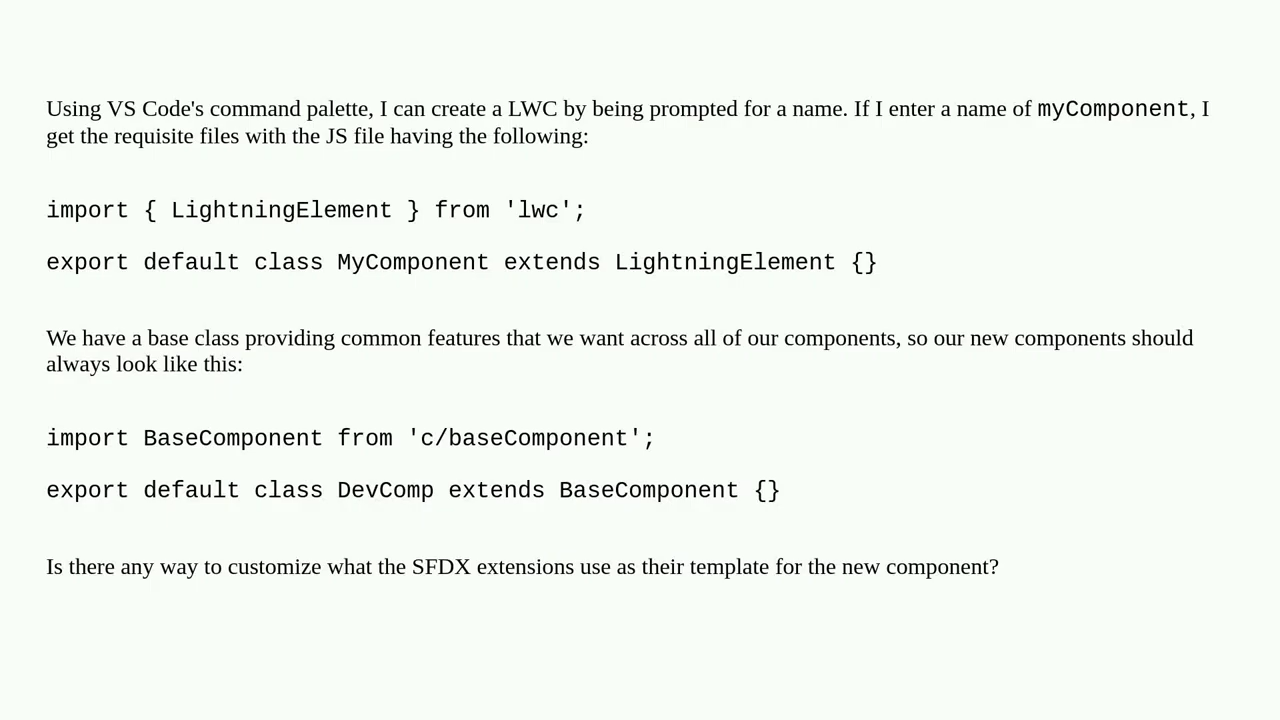 Using VS Code's command palette, I can create a LWC by being prompted for a name. If I enter a name of myComponent, I
get the requisite files with the JS file having the following:
import { LightningElement } from 'lwc';
export default class MyComponent extends LightningElement {}
We have a base class providing common features that we want across all of our components, so our new components should
always look like this:
import BaseComponent from 'c/baseComponent';
export default class DevComp extends BaseComponent {}
Is there any way to customize what the SFDX extensions use as their template for the new component?